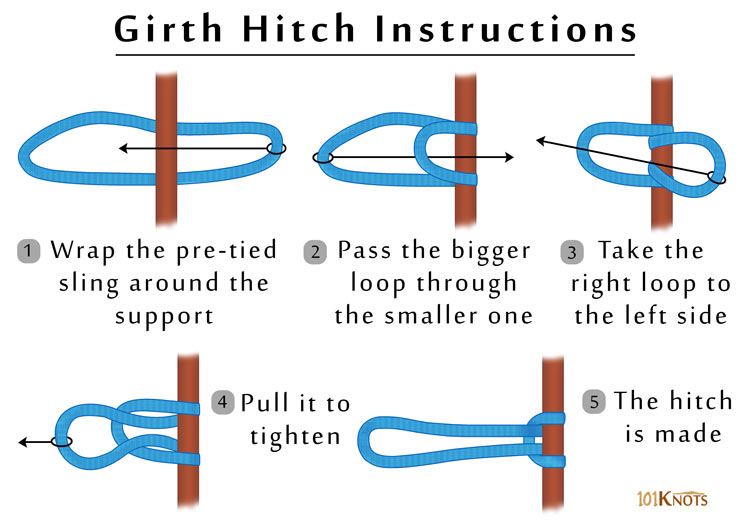 Girth Hitch Instructions
1 Wrap the pre-tied
sling around the
support
2 Pass the bigger
loop through
the smaller one
3 Take the
right loop to
the left side
4 Pull it to
tighten
5 The hitch
is made
101KNOTS